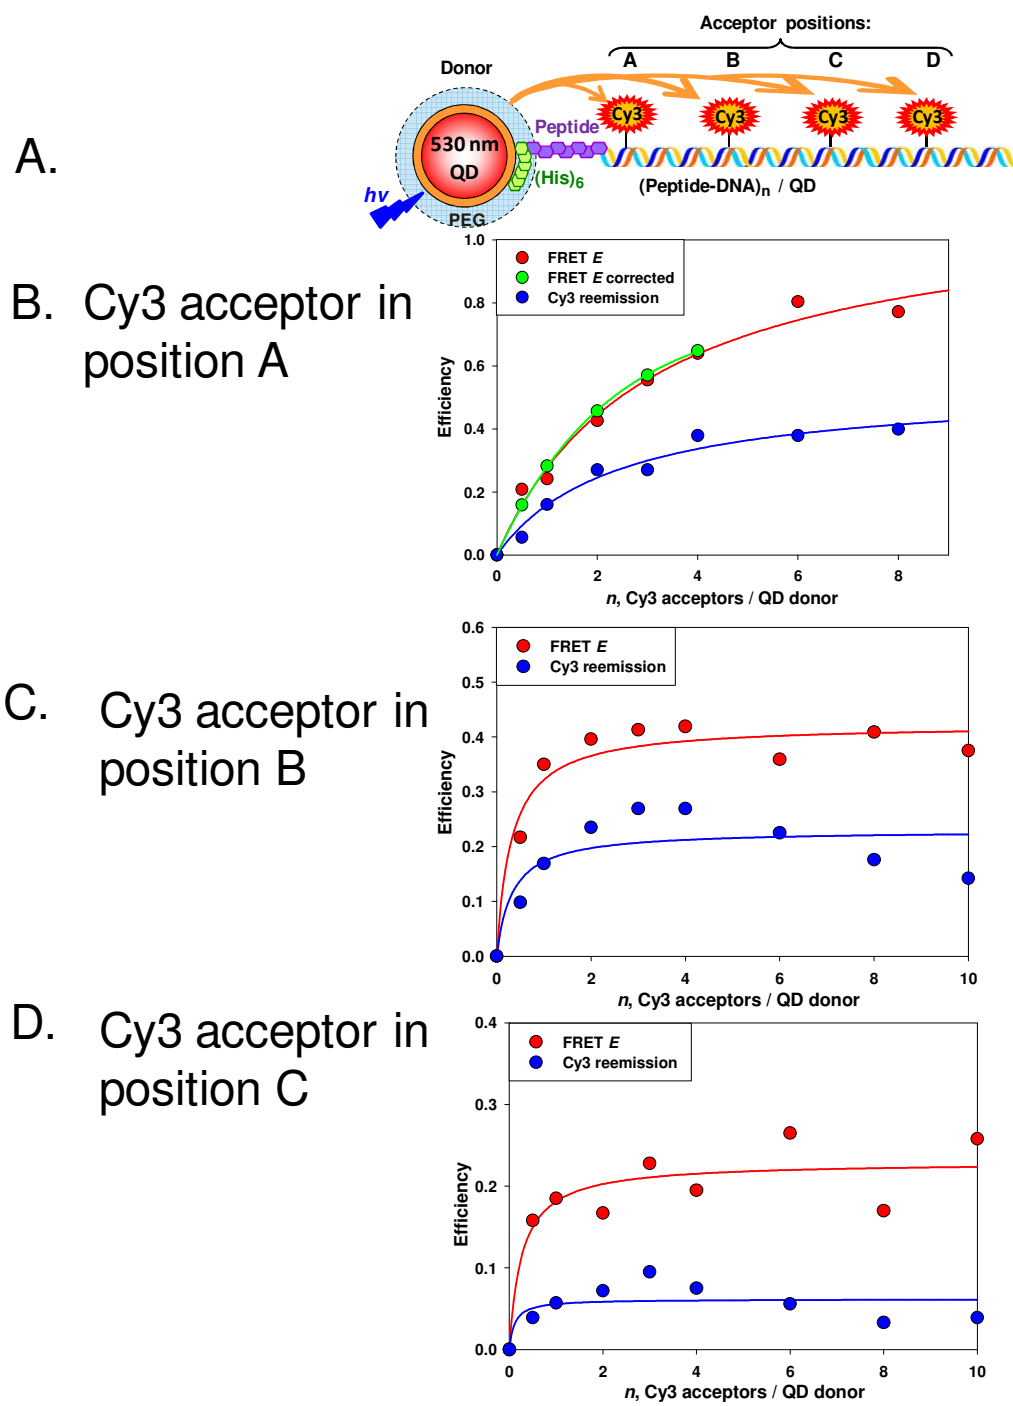 Acceptor positions:
A B C D
Donor
Cy3 Cy3 Cy3 Cy3
A.
530 nm
QD
Peptide
(His)6
(Peptide-DNA)n / QD
hν
PEG
B. Cy3 acceptor in
position A
FRET E
FRET E corrected
Cy3 reemission
1.0
0.8
0.6
0.4
0.2
0.0
Efficiency
0 2 4 6 8
n, Cy3 acceptors / QD donor
C. Cy3 acceptor in
position B
FRET E
Cy3 reemission
0.6
0.5
0.4
0.3
0.2
0.1
0.0
Efficiency
0 2 4 6 8 10
n, Cy3 acceptors / QD donor
D. Cy3 acceptor in
position C
FRET E
Cy3 reemission
0.4
0.3
0.2
0.1
0.0
Efficiency
0 2 4 6 8 10
n, Cy3 acceptors / QD donor